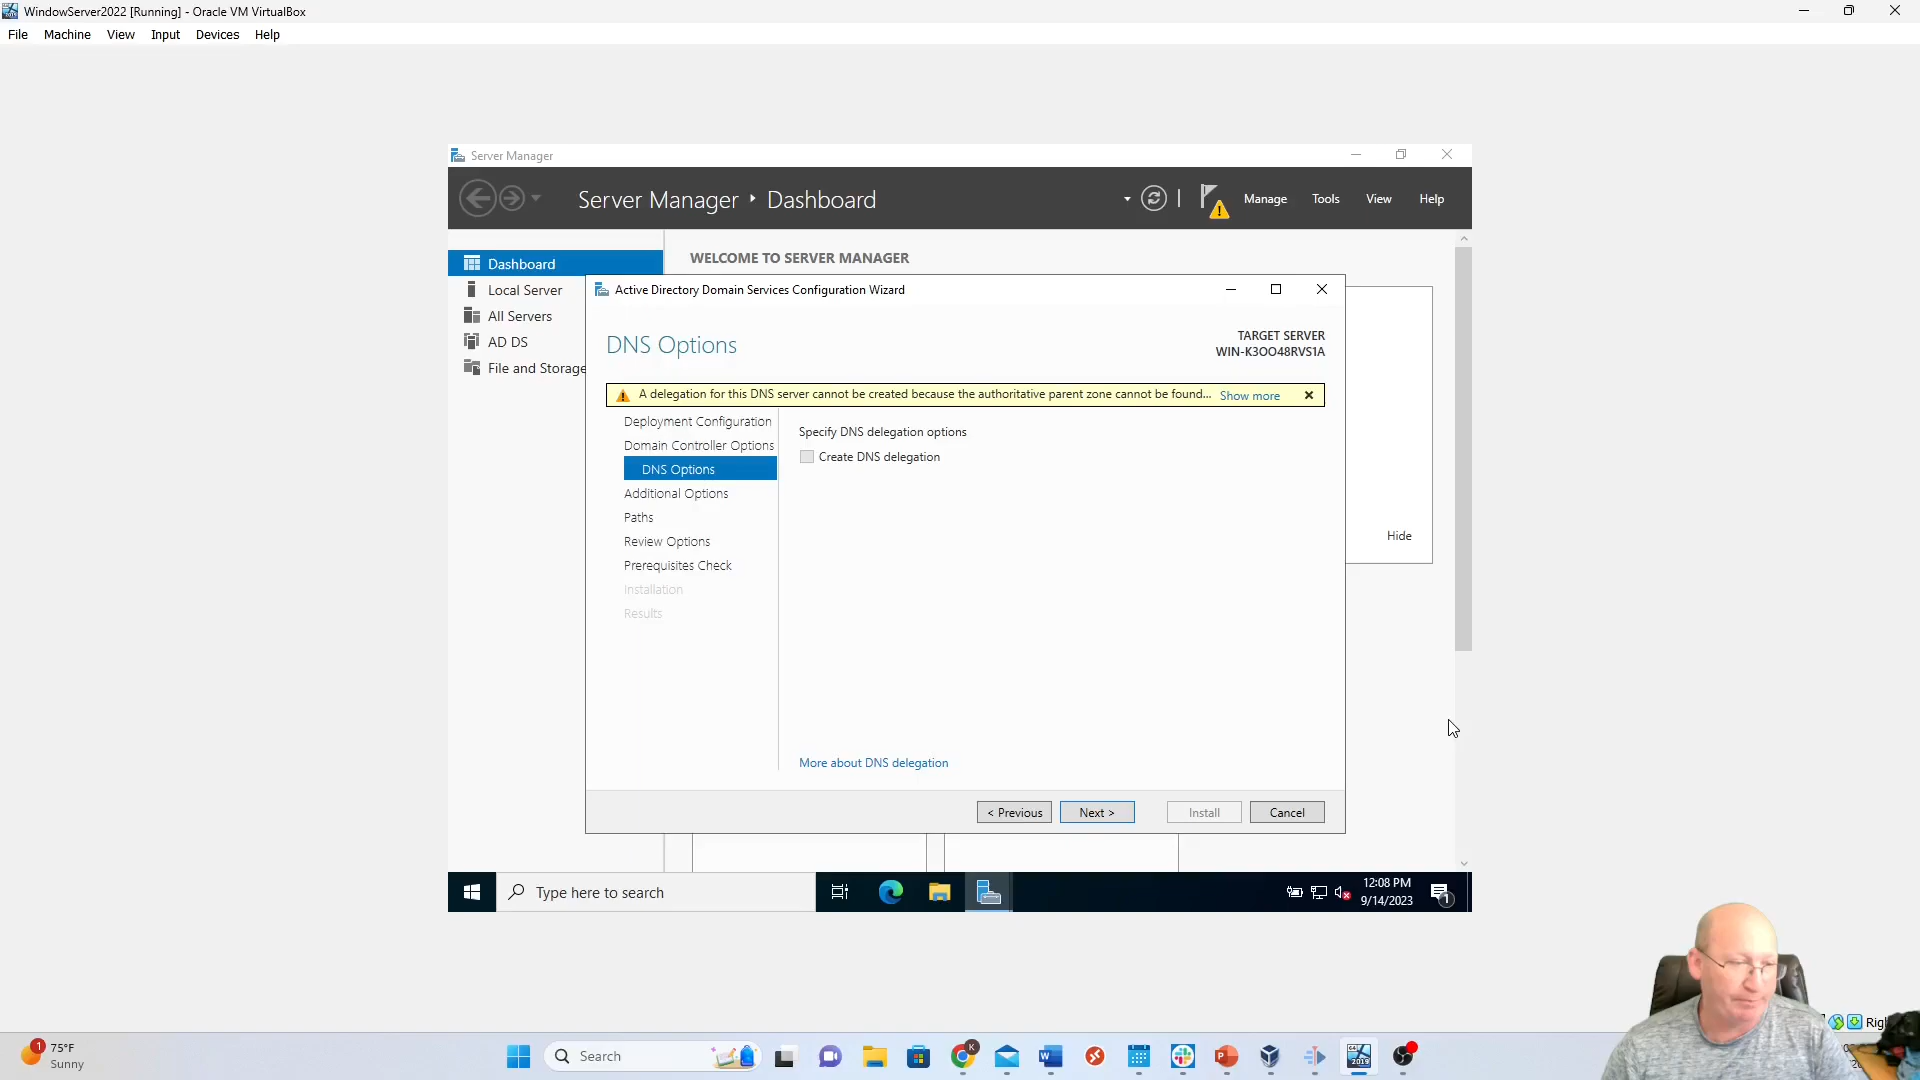 WindowServer2022 [Running] - Oracle VM VirtualBox
File Machine View Input Devices Help
Server Manager
Server Manager ‣ Dashboard
Manage Tools View Help
Dashboard
Local Server
All Servers
AD DS
File and Storage
WELCOME TO SERVER MANAGER
Active Directory Domain Services Configuration Wizard
DNS Options
TARGET SERVER
WIN-K3OO48RVS1A
A delegation for this DNS server cannot be created because the authoritative parent zone cannot be found... Show more
Deployment Configuration
Domain Controller Options
DNS Options
Additional Options
Paths
Review Options
Prerequisites Check
Installation
Results
Specify DNS delegation options
Create DNS delegation
More about DNS delegation
Hide
< Previous Next > Install Cancel
Type here to search
12:08 PM
9/14/2023
1
1
75°F
Sunny
Search
K
64
2019